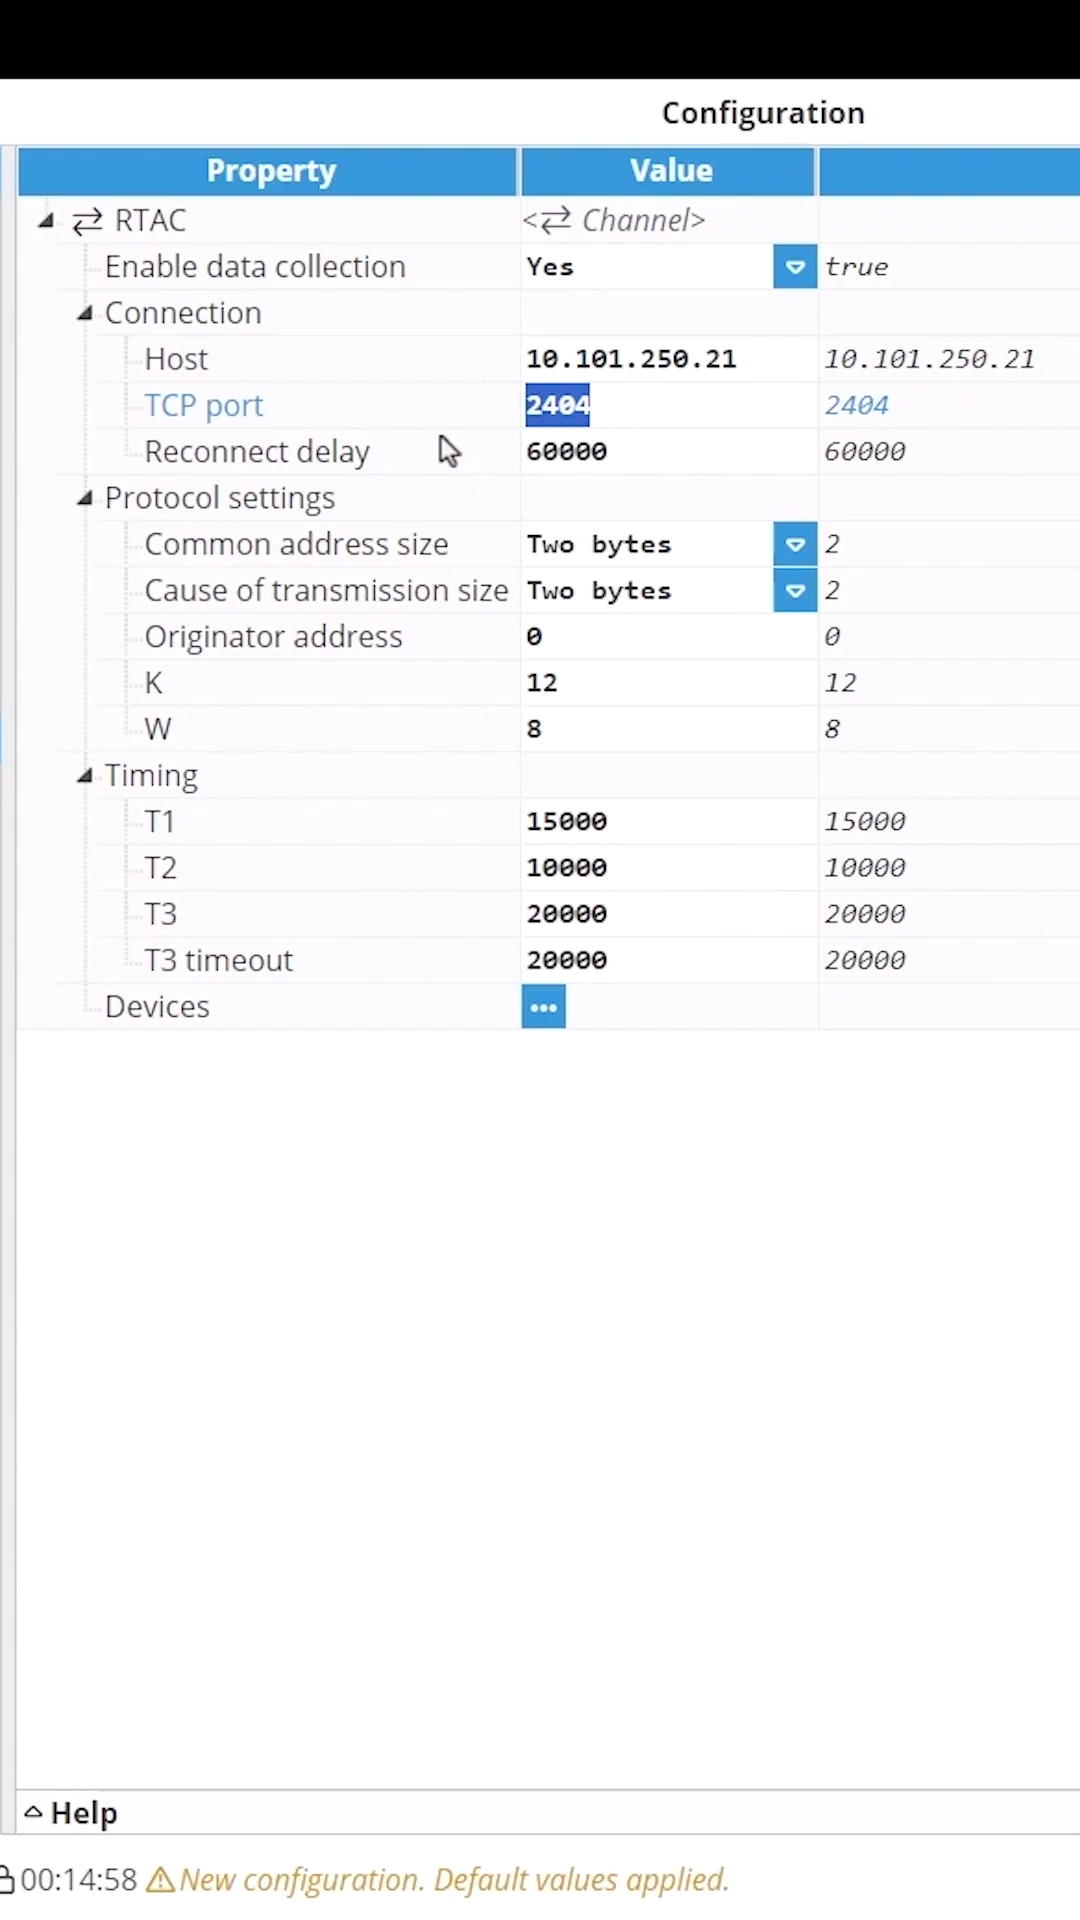 Configuration
Property Value
RTAC <Channel>
Enable data collection Yes true
Connection
Host 10.101.250.21 10.101.250.21
TCP port 2404 2404
Reconnect delay 60000 60000
Protocol settings
Common address size Two bytes 2
Cause of transmission size Two bytes 2
Originator address 0 0
K 12 12
W 8 8
Timing
T1 15000 15000
T2 10000 10000
T3 20000 20000
T3 timeout 20000 20000
Devices ...
Help
00:14:58 New configuration. Default values applied.